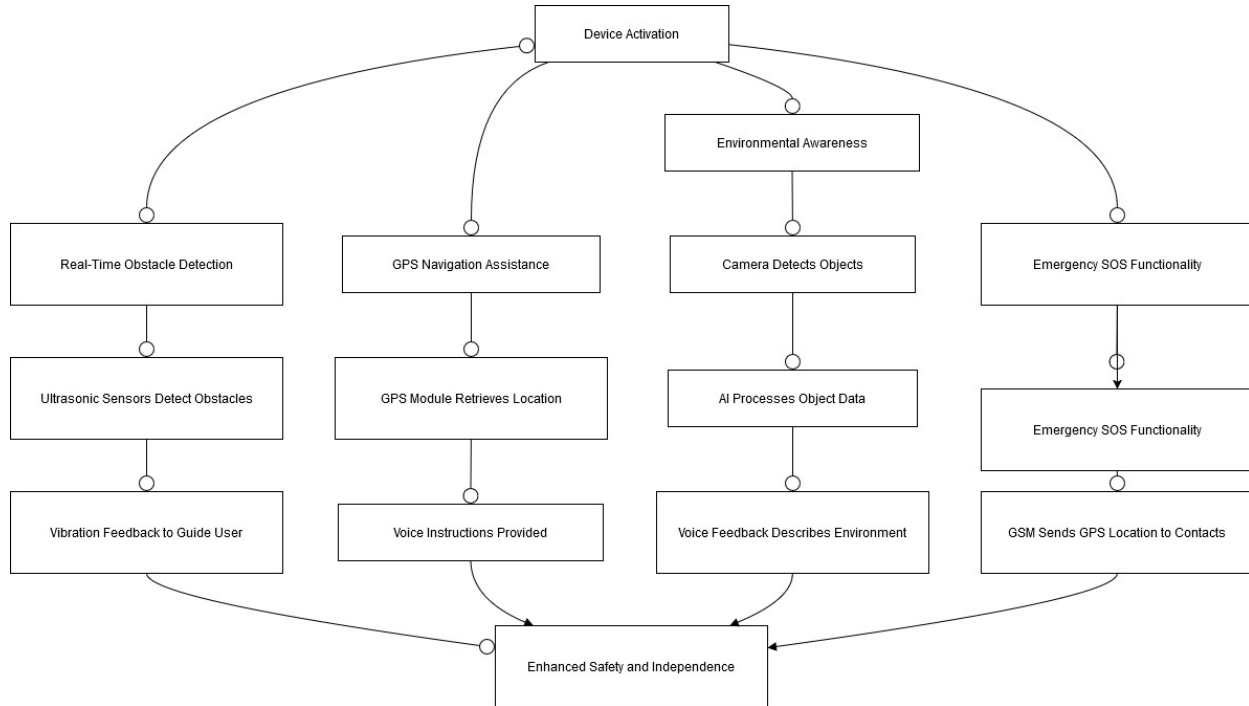 Device Activation
Environmental Awareness
Real-Time Obstacle Detection
GPS Navigation Assistance
Camera Detects Objects
Emergency SOS Functionality
Ultrasonic Sensors Detect Obstacles
GPS Module Retrieves Location
AI Processes Object Data
Emergency SOS Functionality
Vibration Feedback to Guide User
Voice Instructions Provided
Voice Feedback Describes Environment
GSM Sends GPS Location to Contacts
Enhanced Safety and Independence